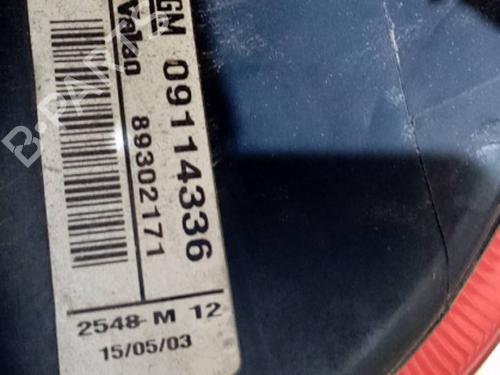 GM 09114336
Valeo
89302171
2548-M 12
15/05/03
B-PARTS